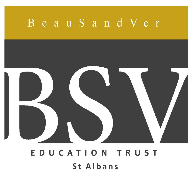 BeauSandVer
BSV
EDUCATION TRUST
St Albans